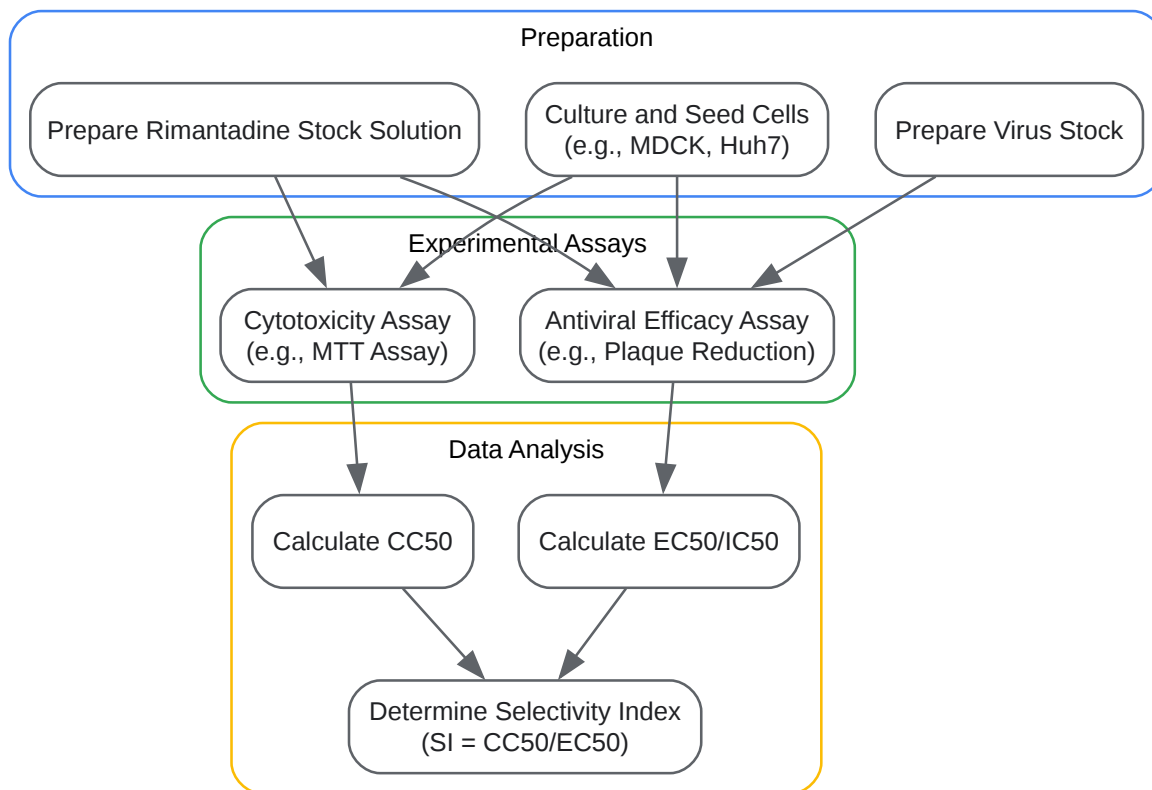 Preparation
Prepare Rimantadine Stock Solution
Culture and Seed Cells
(e.g., MDCK, Huh7)
Prepare Virus Stock
Experimental Assays
Cytotoxicity Assay
(e.g., MTT Assay)
Antiviral Efficacy Assay
(e.g., Plaque Reduction)
Data Analysis
Calculate CC50
Calculate EC50/IC50
Determine Selectivity Index
(SI = CC50/EC50)